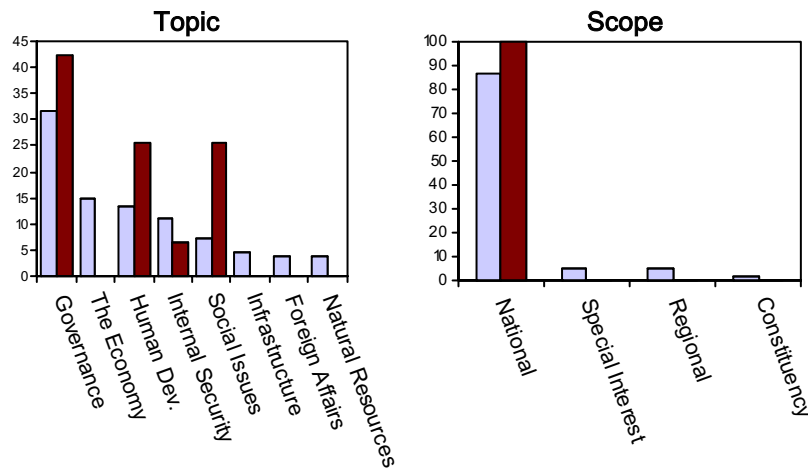 Topic
45
40
35
30
25
20
15
10
5
0
Governance
The Economy
Human Dev.
Internal Security
Social Issues
Infrastructure
Foreign Affairs
Natural Resources
Scope
100
90
80
70
60
50
40
30
20
10
0
National
Special Interest
Regional
Constituency